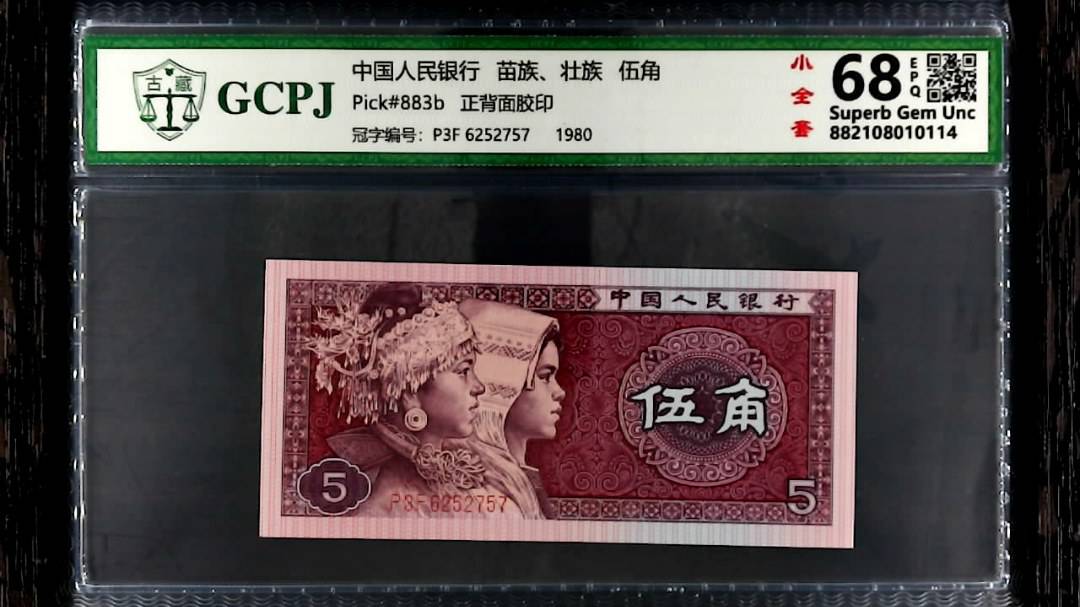 古藏
GCPJ
中国人民银行 苗族、壮族 伍角
Pick#883b 正背面胶印
冠字编号: P3F 6252757 1980
小全套
68
EPQ
Superb Gem Unc
882108010114
中国人民银行
伍角
5
P3F 6252757
5